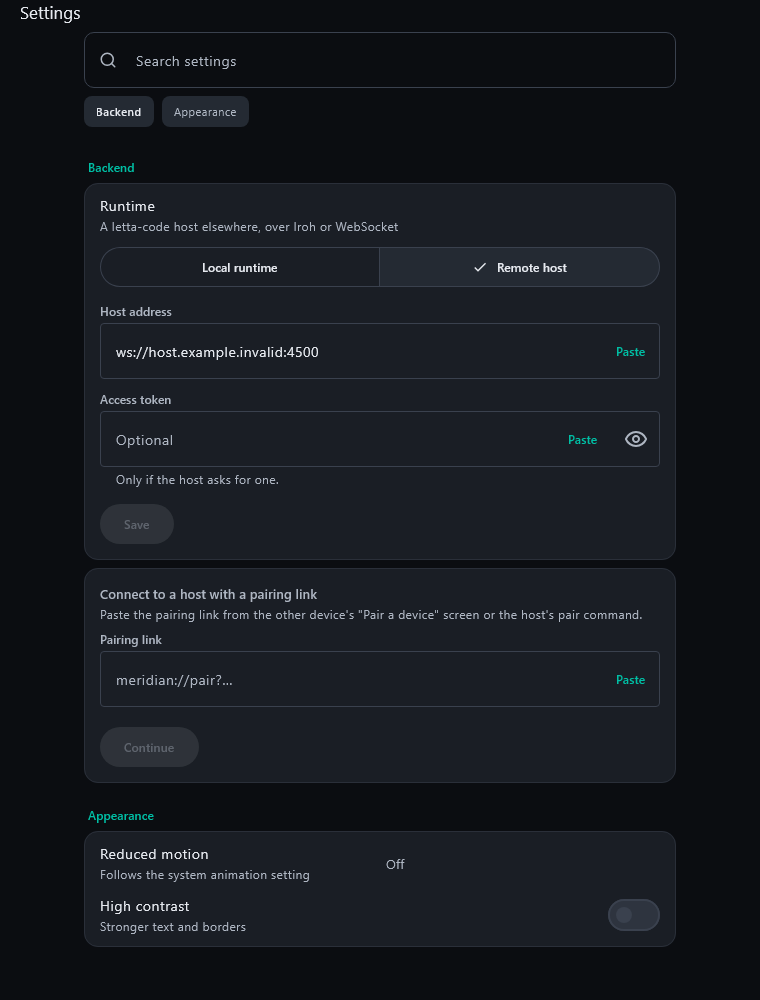 Settings
Search settings
Backend
Appearance
Backend
Runtime
A letta-code host elsewhere, over Iroh or WebSocket
Local runtime
Remote host
Host address
ws://host.example.invalid:4500
Paste
Access token
Optional
Paste
Only if the host asks for one.
Save
Connect to a host with a pairing link
Paste the pairing link from the other device's "Pair a device" screen or the host's pair command.
Pairing link
meridian://pair?...
Paste
Continue
Appearance
Reduced motion
Follows the system animation setting
Off
High contrast
Stronger text and borders